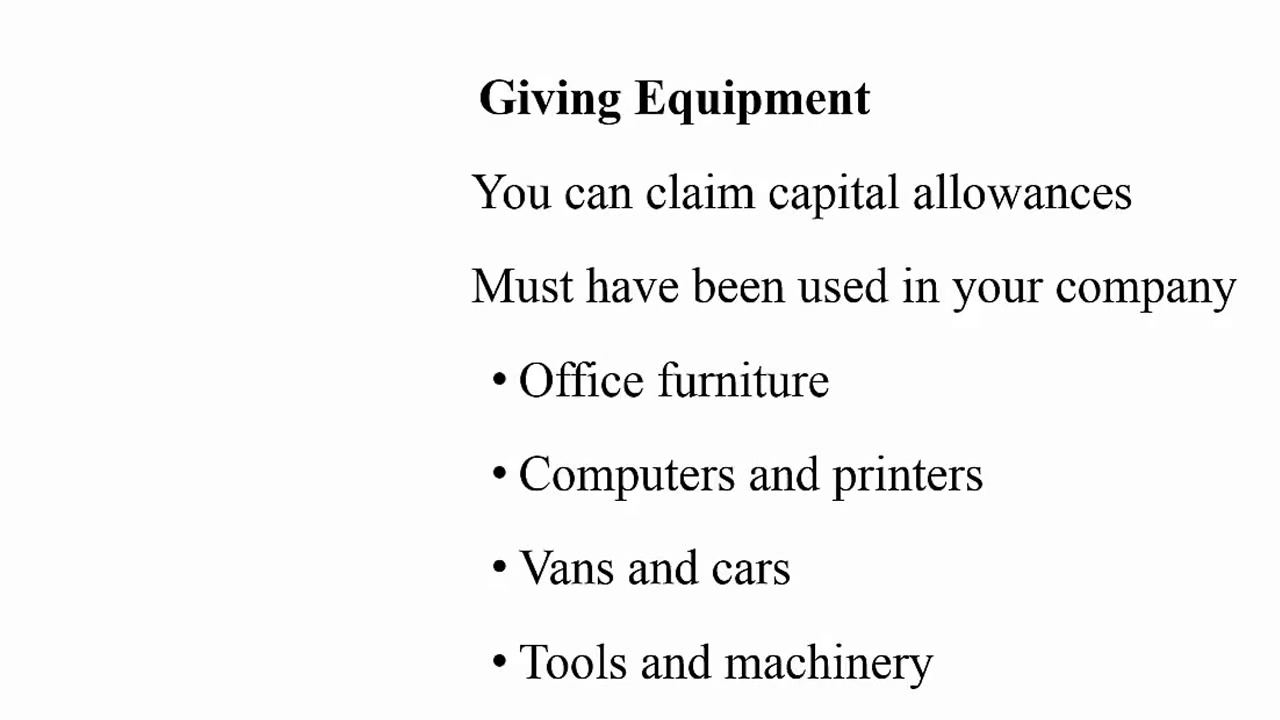 Giving Equipment
You can claim capital allowances
Must have been used in your company
• Office furniture
• Computers and printers
• Vans and cars
• Tools and machinery